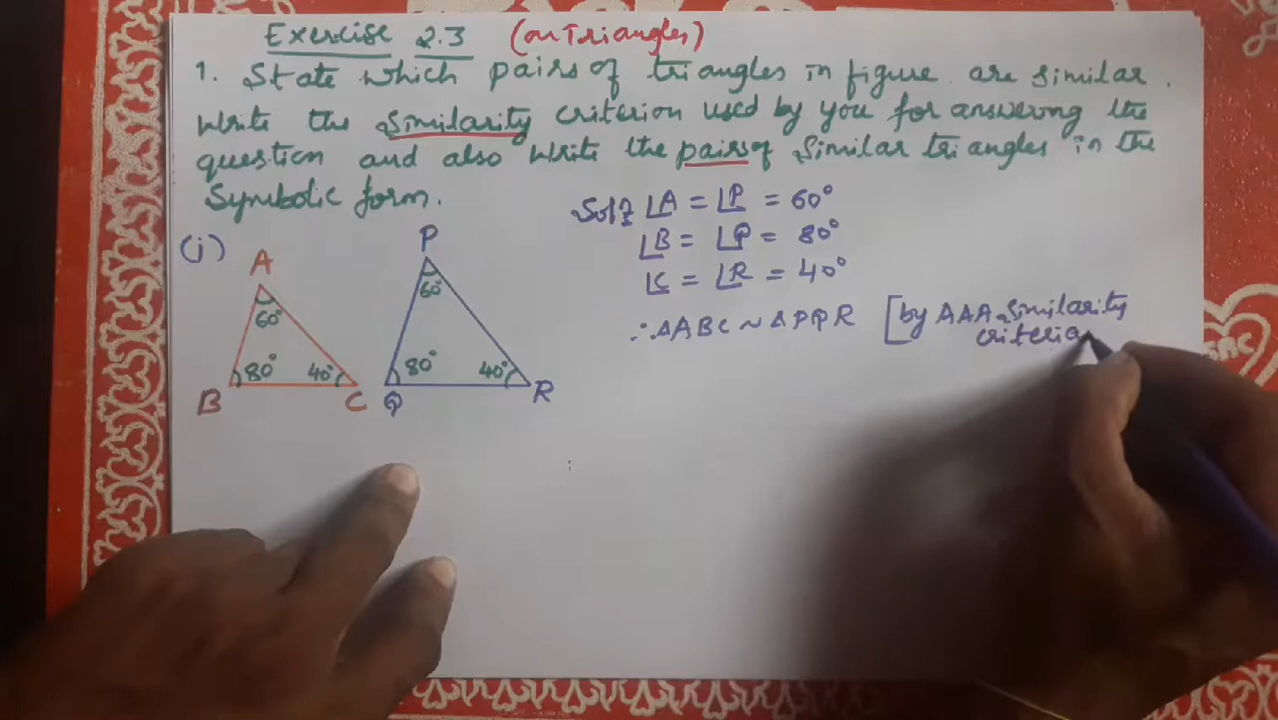 Exercise 2.3 (on Triangles)
1. State which pairs of triangles in figure are similar.
Write the similarity criterion used by you for answering the
question and also write the pairs of similar triangles in the
Symbolic form.
Sol: ∠A = ∠P = 60°
∠B = ∠Q = 80°
∠C = ∠R = 40°
∴ ΔABC ~ ΔPQR [by AAA similarity
criteria
(i)
A
60°
B 80° 40° C
P
60°
Q 80° 40° R